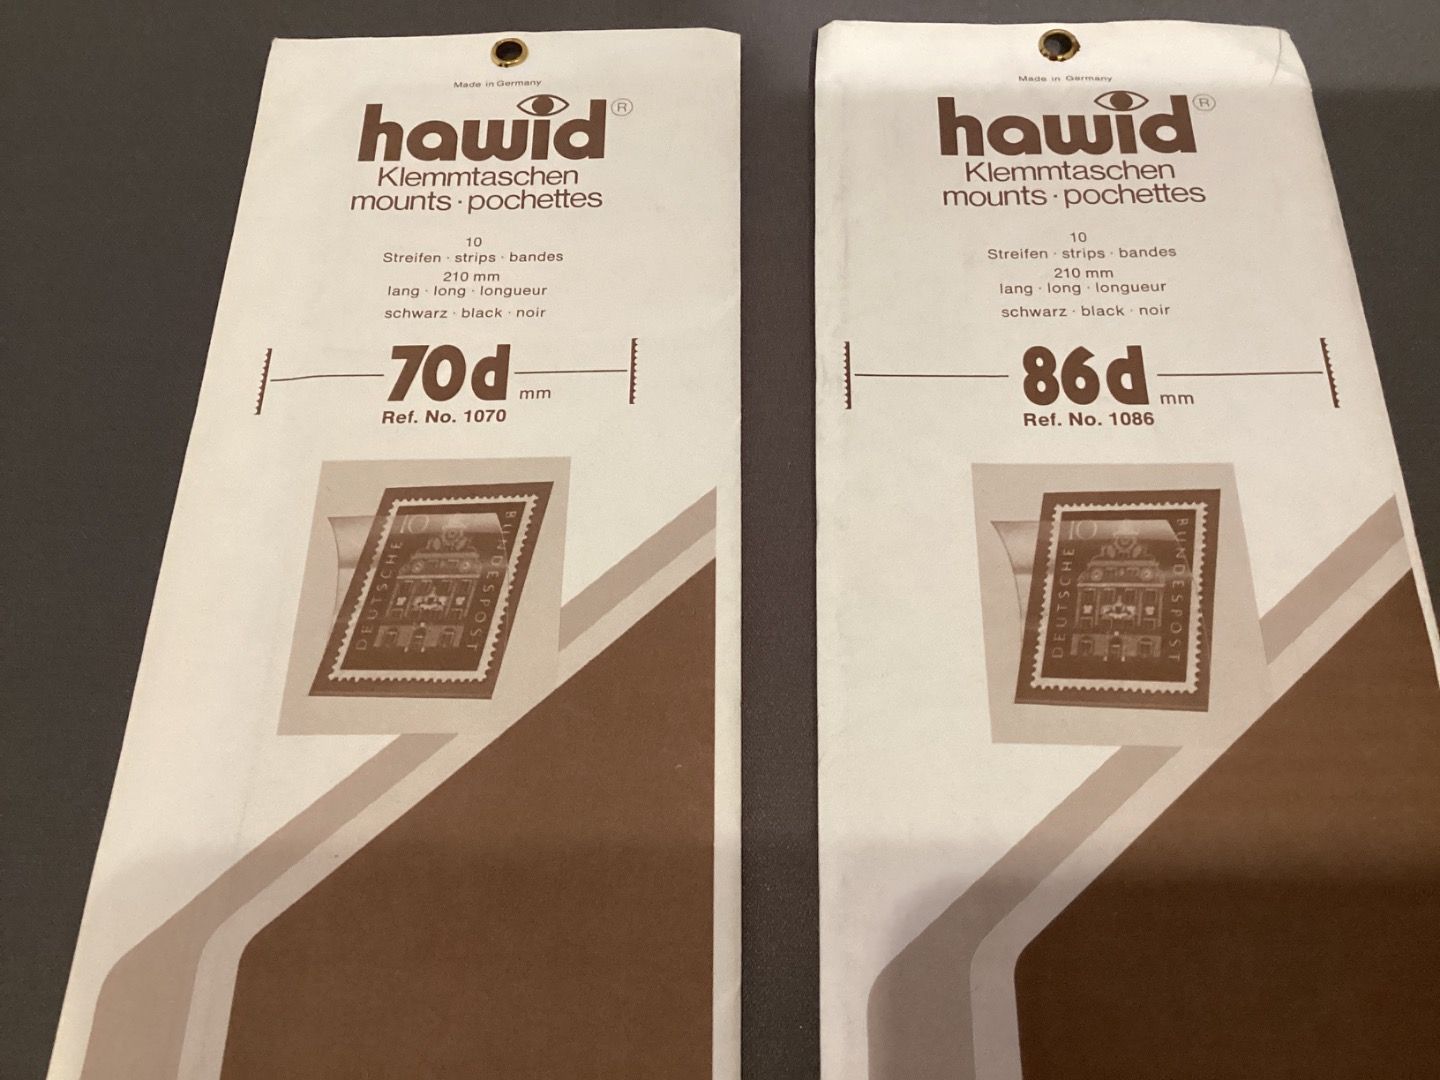 Made in Germany
hawid®
Klemmtaschen
mounts · pochettes
10
Streifen · strips · bandes
210 mm
lang · long · longueur
schwarz · black · noir
70d mm
Ref. No. 1070
10
DEUTSCHE
BUNDESPOST
Made in Germany
hawid®
Klemmtaschen
mounts · pochettes
10
Streifen · strips · bandes
210 mm
lang · long · longueur
schwarz · black · noir
86d mm
Ref. No. 1086
10
DEUTSCHE
BUNDESPOST